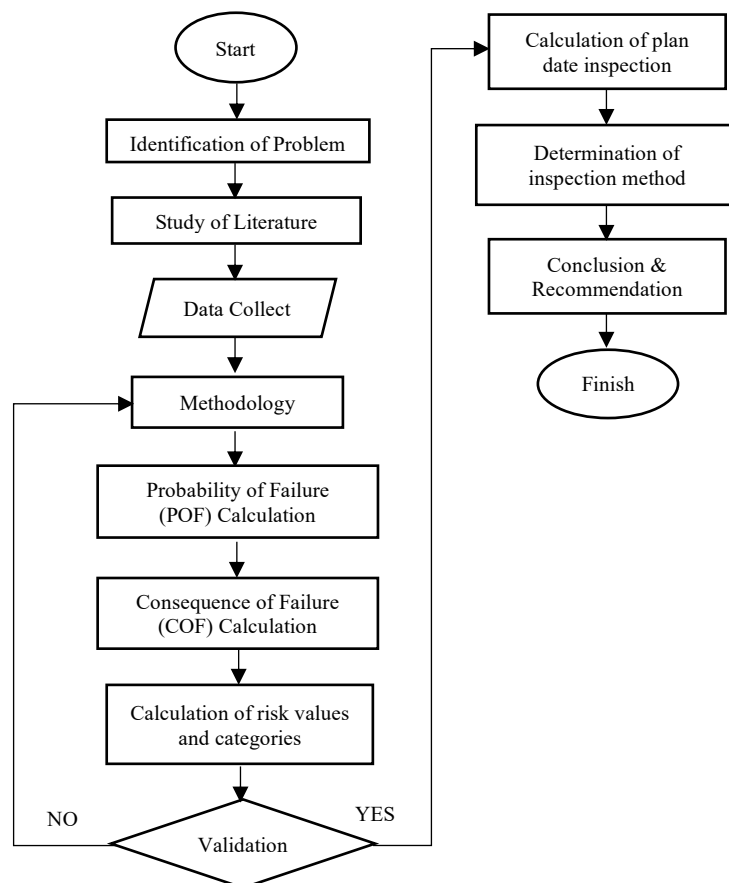 Start
Identification of Problem
Study of Literature
Data Collect
Methodology
Probability of Failure
(POF) Calculation
Consequence of Failure
(COF) Calculation
Calculation of risk values
and categories
NO
YES
Validation
Calculation of plan
date inspection
Determination of
inspection method
Conclusion &
Recommendation
Finish